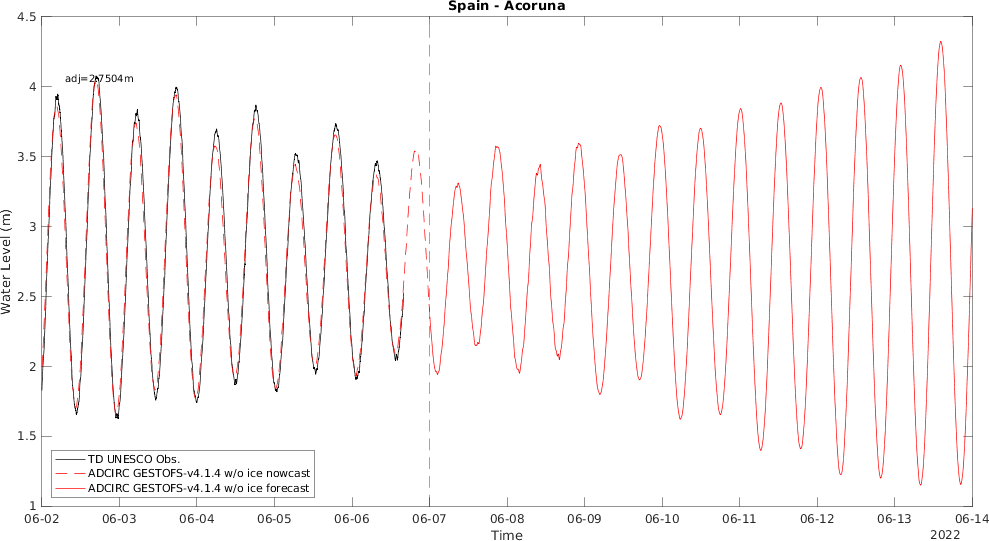 Spain - Acoruna
4.5
adj=2.7504m
4
3.5
3
2.5
2
1.5
1
Water Level (m)
TD UNESCO Obs.
ADCIRC GESTOFS-v4.1.4 w/o ice nowcast
ADCIRC GESTOFS-v4.1.4 w/o ice forecast
06-02 06-03 06-04 06-05 06-06 06-07 06-08 06-09 06-10 06-11 06-12 06-13 06-14
Time
2022